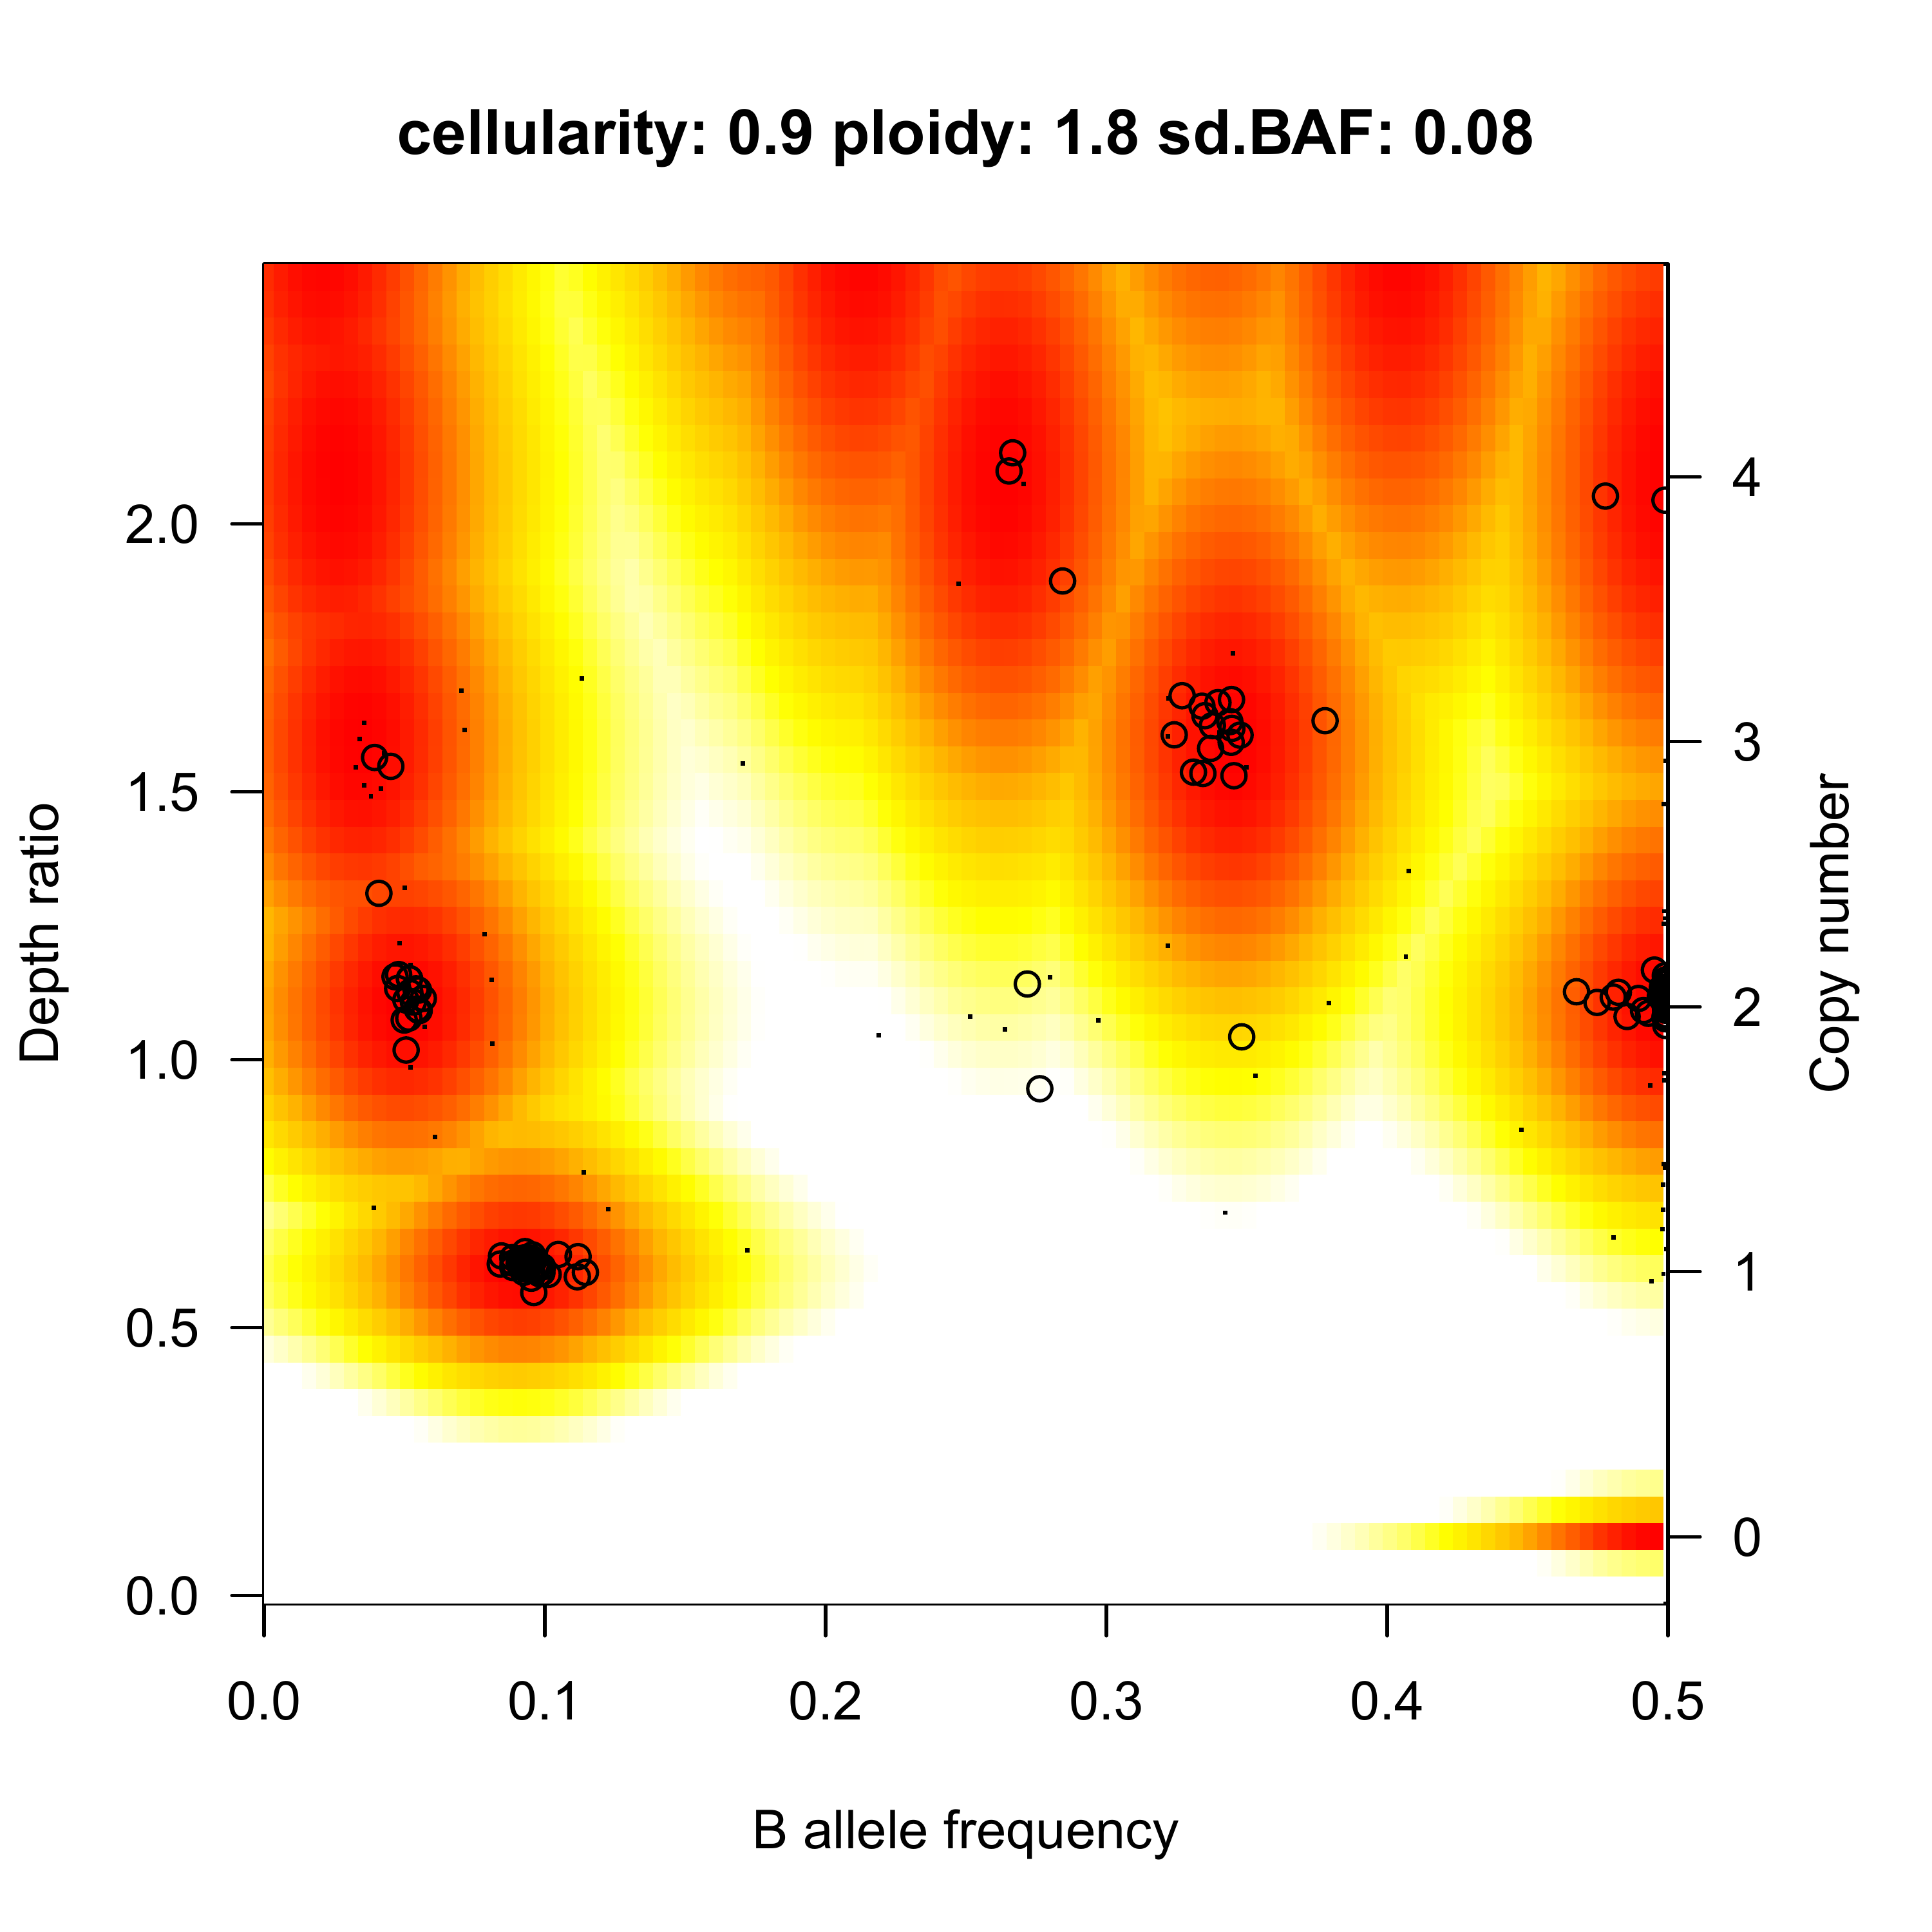 cellularity: 0.9 ploidy: 1.8 sd.BAF: 0.08
Depth ratio
2.0
1.5
1.0
0.5
0.0
4
3
2
1
0
Copy number
0.0 0.1 0.2 0.3 0.4 0.5
B allele frequency